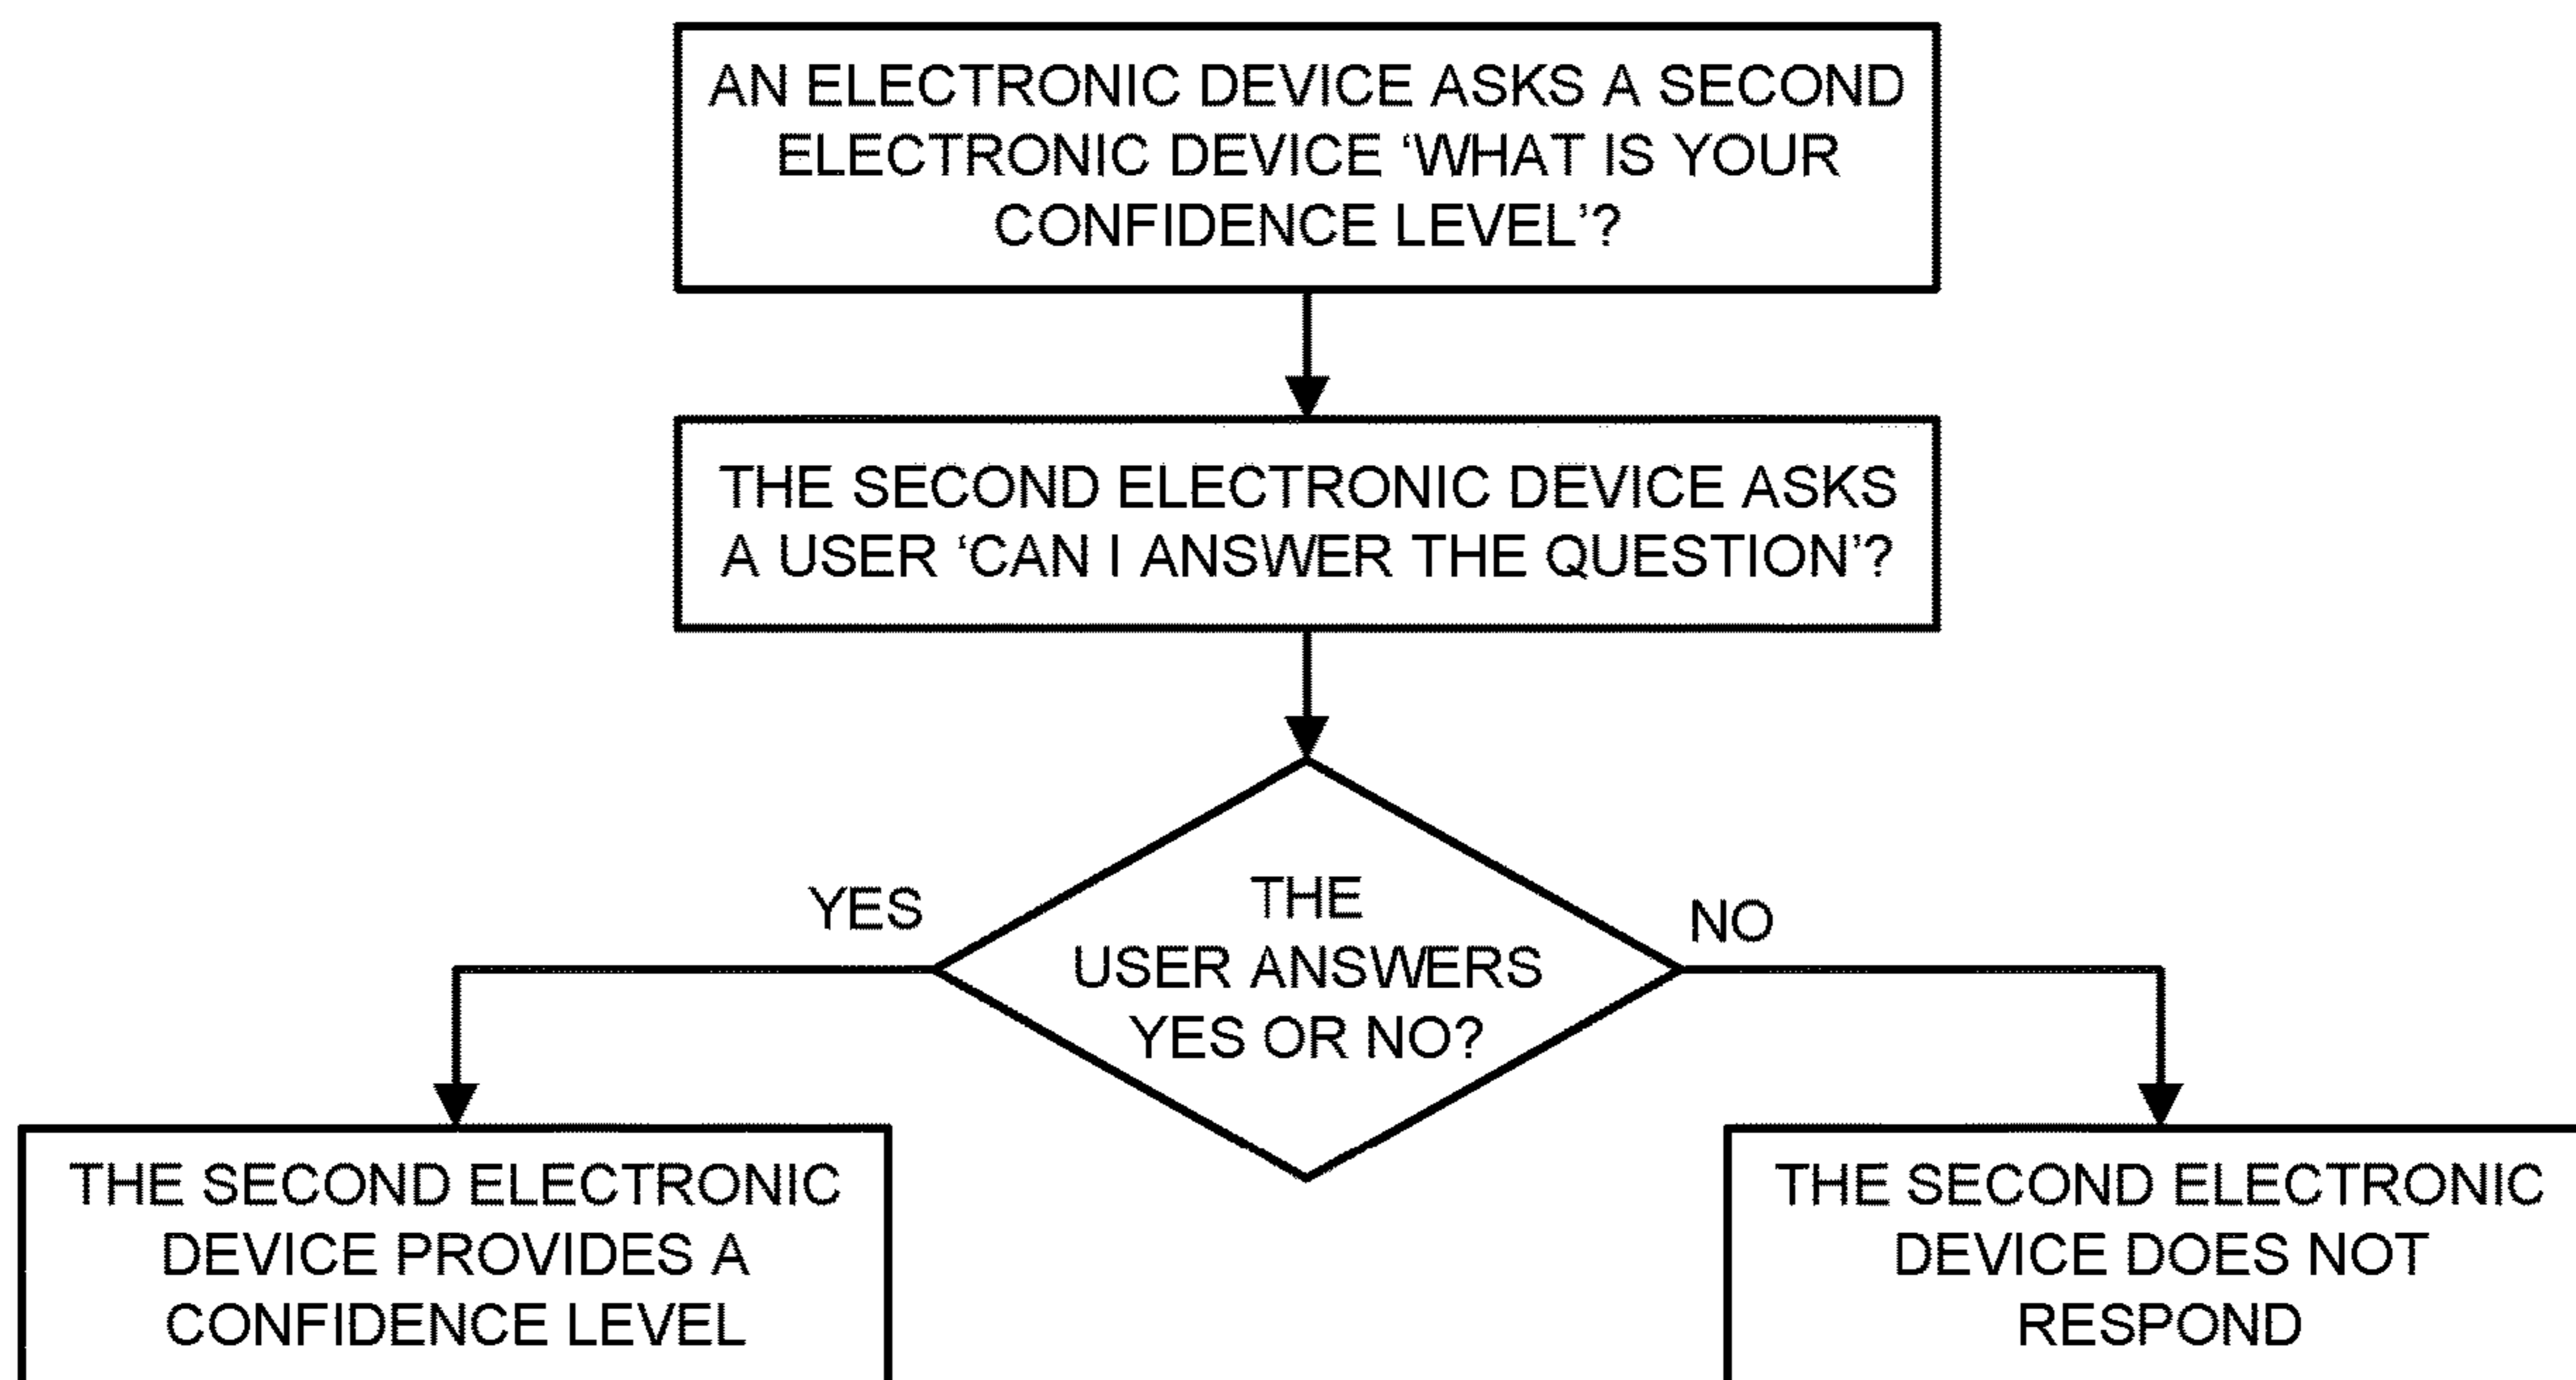 AN ELECTRONIC DEVICE ASKS A SECOND
ELECTRONIC DEVICE ‘WHAT IS YOUR
CONFIDENCE LEVEL’?
THE SECOND ELECTRONIC DEVICE ASKS
A USER ‘CAN I ANSWER THE QUESTION’?
THE
USER ANSWERS
YES OR NO?
YES
NO
THE SECOND ELECTRONIC
DEVICE PROVIDES A
CONFIDENCE LEVEL
THE SECOND ELECTRONIC
DEVICE DOES NOT
RESPOND